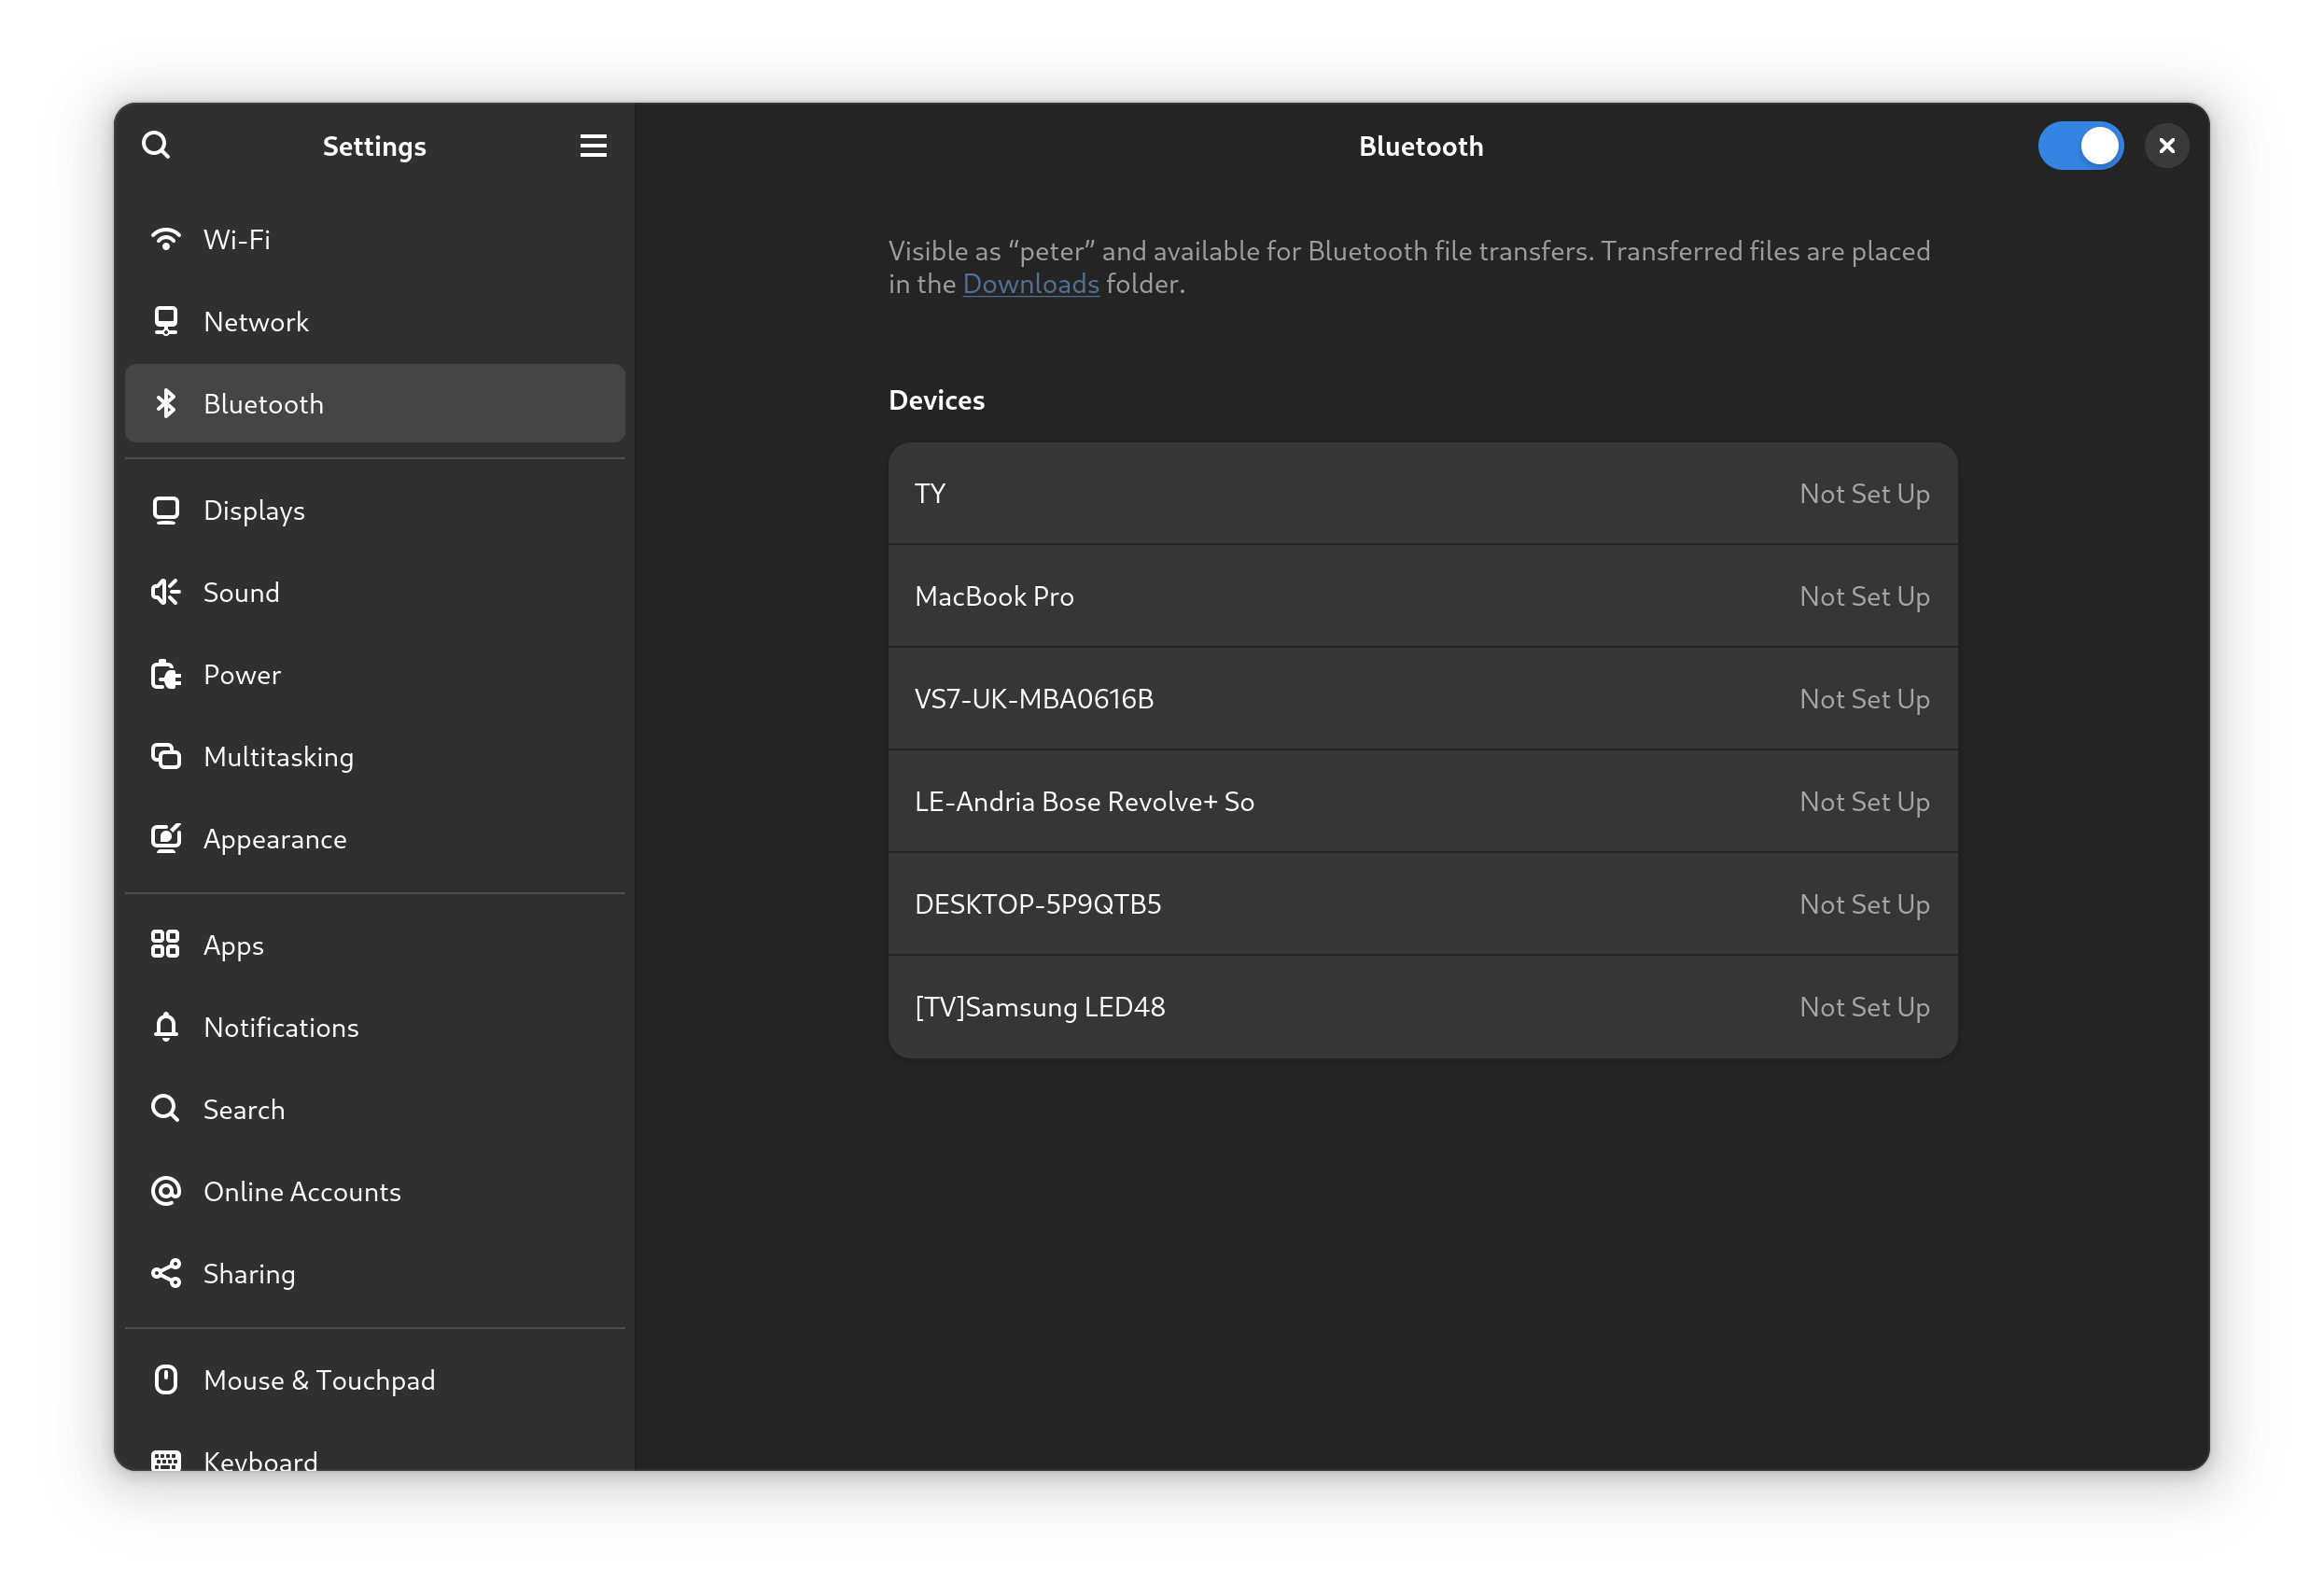 Settings
Bluetooth
Wi-Fi
Network
Bluetooth
Displays
Sound
Power
Multitasking
Appearance
Apps
Notifications
Search
Online Accounts
Sharing
Mouse & Touchpad
Keyboard
Visible as “peter” and available for Bluetooth file transfers. Transferred files are placed
in the Downloads folder.
Devices
TY Not Set Up
MacBook Pro Not Set Up
VS7-UK-MBA0616B Not Set Up
LE-Andria Bose Revolve+ So Not Set Up
DESKTOP-5P9QTB5 Not Set Up
[TV]Samsung LED48 Not Set Up